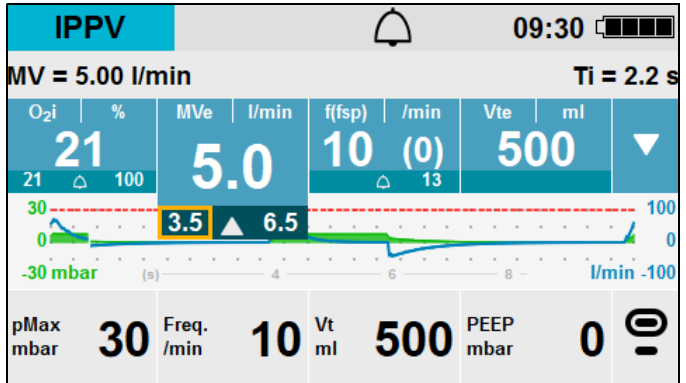 IPPV 09:30
MV = 5.00 l/min Ti = 2.2 s
O₂i % MVe l/min f(fsp) /min Vte ml
21 5.0 10 (0) 500
21 100 13
30 3.5 6.5 100
0 0
-30 mbar (s) 4 6 8 l/min -100
pMax mbar 30 Freq. /min 10 Vt ml 500 PEEP mbar 0